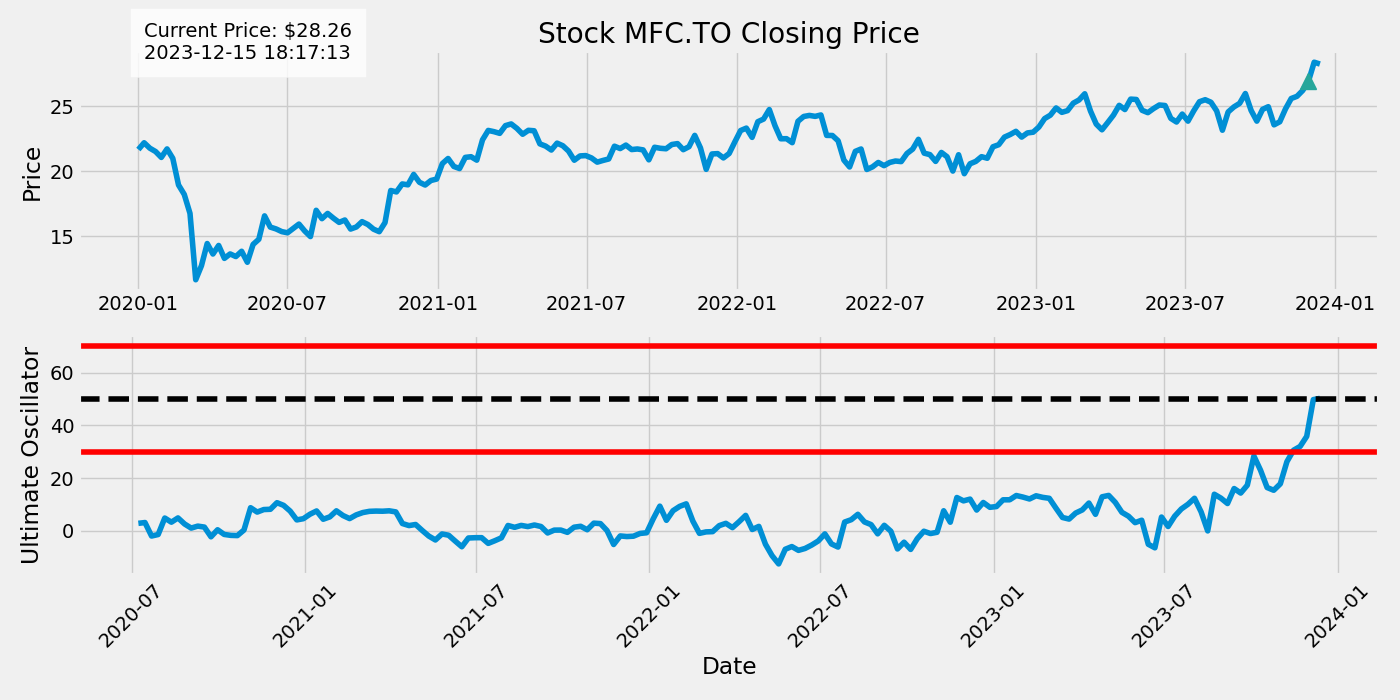 Current Price: $28.26
2023-12-15 18:17:13
Stock MFC.TO Closing Price
Price
25
20
15
2020-01 2020-07 2021-01 2021-07 2022-01 2022-07 2023-01 2023-07 2024-01
Ultimate Oscillator
60
40
20
0
2020-07 2021-01 2021-07 2022-01 2022-07 2023-01 2023-07 2024-01
Date